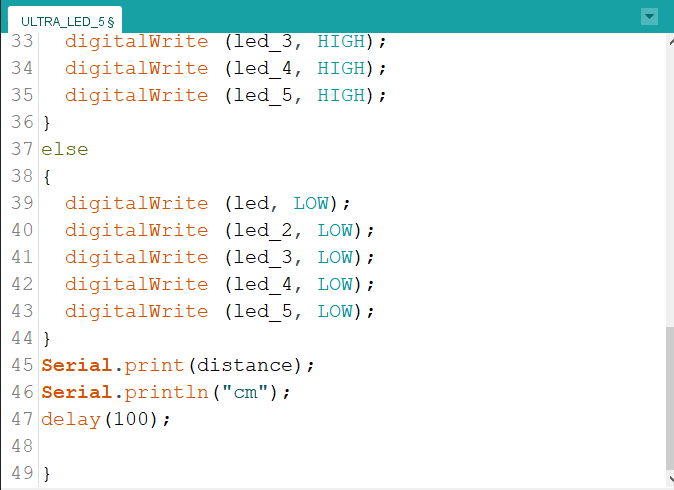 ULTRA_LED_5 §
33   digitalWrite (led_3, HIGH);
34   digitalWrite (led_4, HIGH);
35   digitalWrite (led_5, HIGH);
36 }
37 else
38 {
39   digitalWrite (led, LOW);
40   digitalWrite (led_2, LOW);
41   digitalWrite (led_3, LOW);
42   digitalWrite (led_4, LOW);
43   digitalWrite (led_5, LOW);
44 }
45 Serial.print(distance);
46 Serial.println("cm");
47 delay(100);
48
49 }